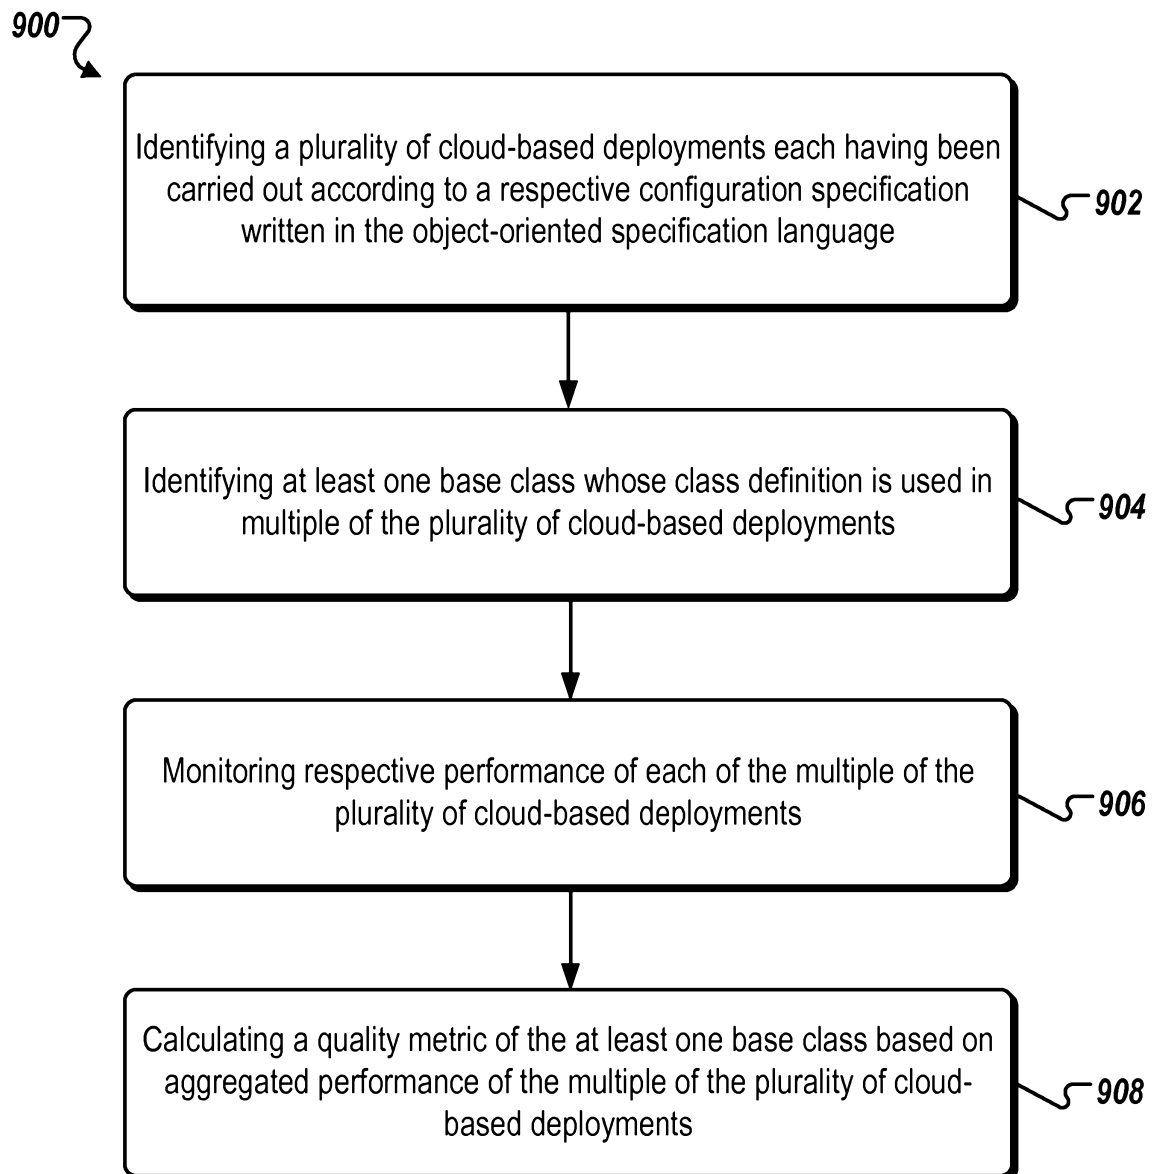 900
Identifying a plurality of cloud-based deployments each having been
carried out according to a respective configuration specification
written in the object-oriented specification language
902
Identifying at least one base class whose class definition is used in
multiple of the plurality of cloud-based deployments
904
Monitoring respective performance of each of the multiple of the
plurality of cloud-based deployments
906
Calculating a quality metric of the at least one base class based on
aggregated performance of the multiple of the plurality of cloud-
based deployments
908